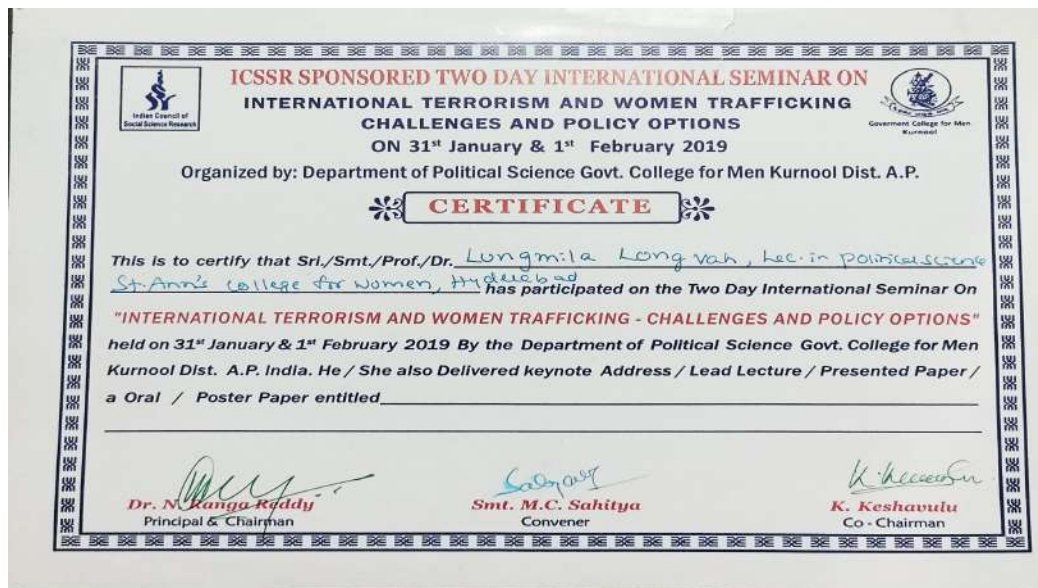 ICSSR SPONSORED TWO DAY INTERNATIONAL SEMINAR ON
INTERNATIONAL TERRORISM AND WOMEN TRAFFICKING
CHALLENGES AND POLICY OPTIONS
ON 31st January & 1st February 2019
Indian Council of
Social Science Research
Goverment College for Men
Kurnool
Organized by: Department of Political Science Govt. College for Men Kurnool Dist. A.P.
CERTIFICATE
This is to certify that Sri./Smt./Prof./Dr. Lungmila Longvah, Lec. in political science
St. Ann's college for women, Hyderabad has participated on the Two Day International Seminar On
"INTERNATIONAL TERRORISM AND WOMEN TRAFFICKING - CHALLENGES AND POLICY OPTIONS"
held on 31st January & 1st February 2019 By the Department of Political Science Govt. College for Men
Kurnool Dist. A.P. India. He / She also Delivered keynote Address / Lead Lecture / Presented Paper /
a Oral / Poster Paper entitled
Dr. N. Ranga Reddy Smt. M.C. Sahitya K. Keshavulu
Principal & Chairman Convener Co - Chairman